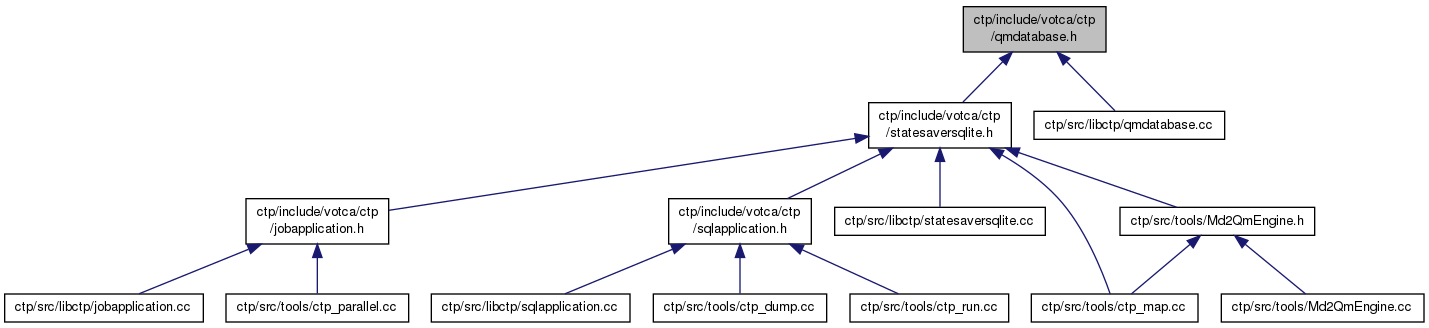 ctp/include/votca/ctp
/qmdatabase.h
ctp/include/votca/ctp
/statesaversqlite.h
ctp/src/libctp/qmdatabase.cc
ctp/include/votca/ctp
/jobapplication.h
ctp/include/votca/ctp
/sqlapplication.h
ctp/src/libctp/statesaversqlite.cc
ctp/src/tools/Md2QmEngine.h
ctp/src/libctp/jobapplication.cc
ctp/src/tools/ctp_parallel.cc
ctp/src/libctp/sqlapplication.cc
ctp/src/tools/ctp_dump.cc
ctp/src/tools/ctp_run.cc
ctp/src/tools/ctp_map.cc
ctp/src/tools/Md2QmEngine.cc